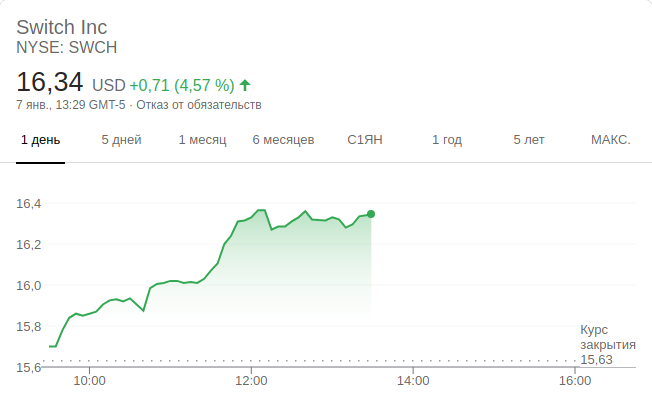 Switch Inc
NYSE: SWCH
16,34 USD +0,71 (4,57 %)
7 янв., 13:29 GMT-5 · Отказ от обязательств
1 день 5 дней 1 месяц 6 месяцев С1ЯН 1 год 5 лет МАКС.
16,4
16,2
16,0
15,8
15,6
Курс
закрытия
15,63
10:00 12:00 14:00 16:00